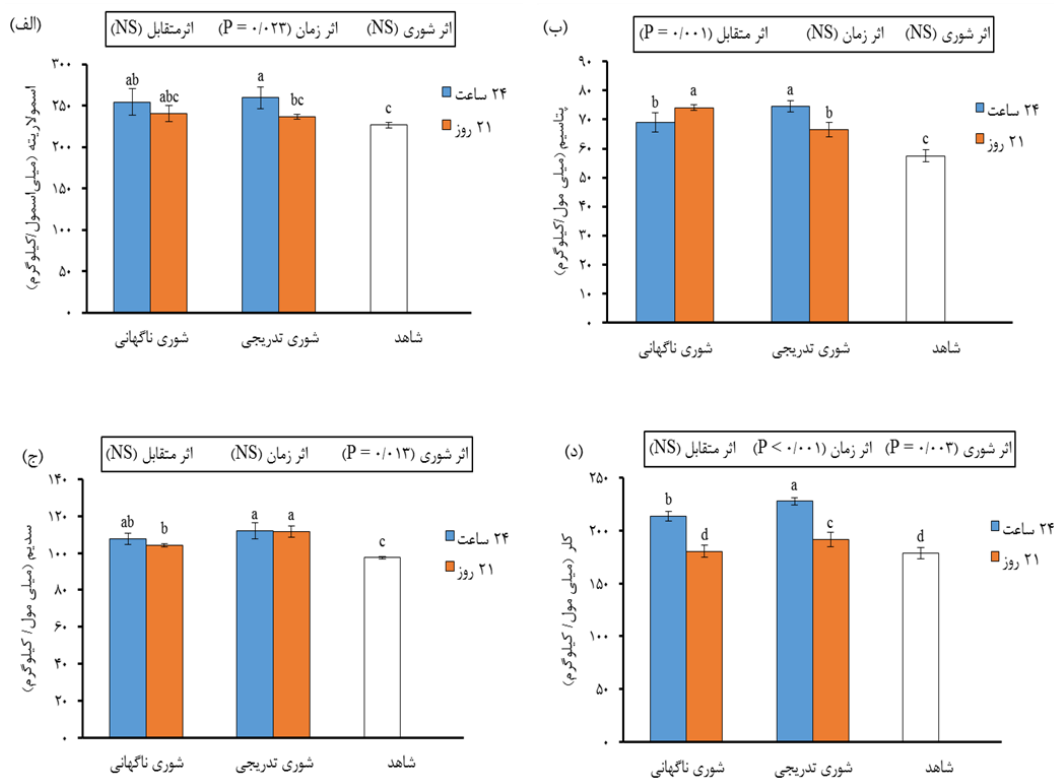 (الف)
اثر شوری (NS) اثر زمان (P = ۰/۰۲۳) اثرمتقابل (NS)
اسمولاریته (میلی‌اسمول/کیلوگرم)
۳۰۰
۲۵۰
۲۰۰
۱۵۰
۱۰۰
۵۰
۰
ab abc a bc c
۲۴ ساعت
۲۱ روز
شوری ناگهانی شوری تدریجی شاهد
(ب)
اثر شوری (NS) اثر زمان (NS) اثر متقابل (P = ۰/۰۰۱)
پتاسیم (میلی مول/کیلوگرم)
۹۰
۸۰
۷۰
۶۰
۵۰
۴۰
۳۰
۲۰
۱۰
۰
b a a b c
۲۴ ساعت
۲۱ روز
شوری ناگهانی شوری تدریجی شاهد
(ج)
اثر شوری (P = ۰/۰۱۳) اثر زمان (NS) اثر متقابل (NS)
سدیم (میلی مول/ کیلوگرم)
۱۴۰
۱۲۰
۱۰۰
۸۰
۶۰
۴۰
۲۰
۰
ab b a a c
۲۴ ساعت
۲۱ روز
شوری ناگهانی شوری تدریجی شاهد
(د)
اثر شوری (P = ۰/۰۰۳) اثر زمان (P < ۰/۰۰۱) اثر متقابل (NS)
کلر (میلی مول/ کیلوگرم)
۲۵۰
۲۰۰
۱۵۰
۱۰۰
۵۰
۰
b d a c d
۲۴ ساعت
۲۱ روز
شوری ناگهانی شوری تدریجی شاهد